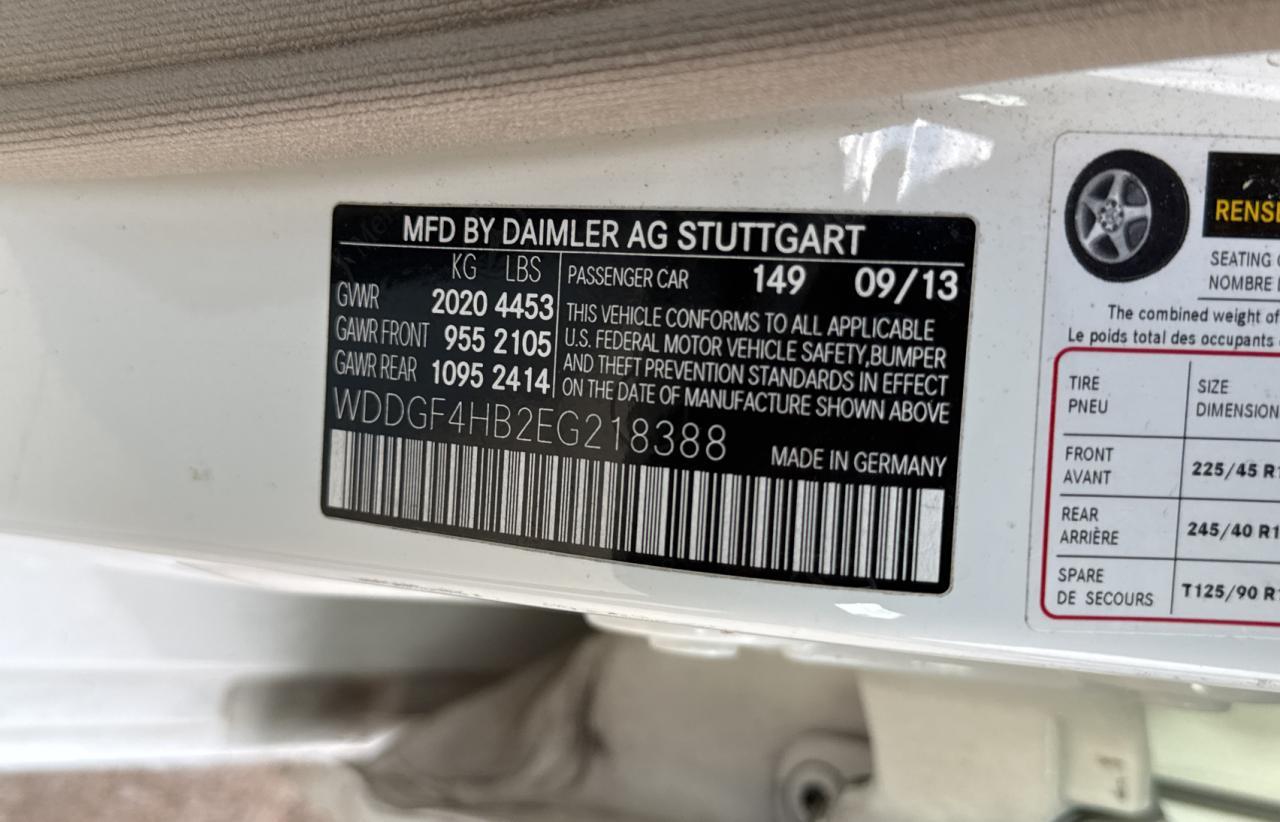 MFD BY DAIMLER AG STUTTGART
KG LBS
GVWR 2020 4453
GAWR FRONT 955 2105
GAWR REAR 1095 2414
PASSENGER CAR 149 09/13
THIS VEHICLE CONFORMS TO ALL APPLICABLE
U.S. FEDERAL MOTOR VEHICLE SAFETY,BUMPER
AND THEFT PREVENTION STANDARDS IN EFFECT
ON THE DATE OF MANUFACTURE SHOWN ABOVE
WDDGF4HB2EG218388
MADE IN GERMANY
SEATING
NOMBRE
The combined weight of
Le poids total des occupants
TIRE SIZE
PNEU DIMENSION
FRONT
AVANT
225/45
REAR
ARRIÈRE
245/40
SPARE
DE SECOURS
T125/90